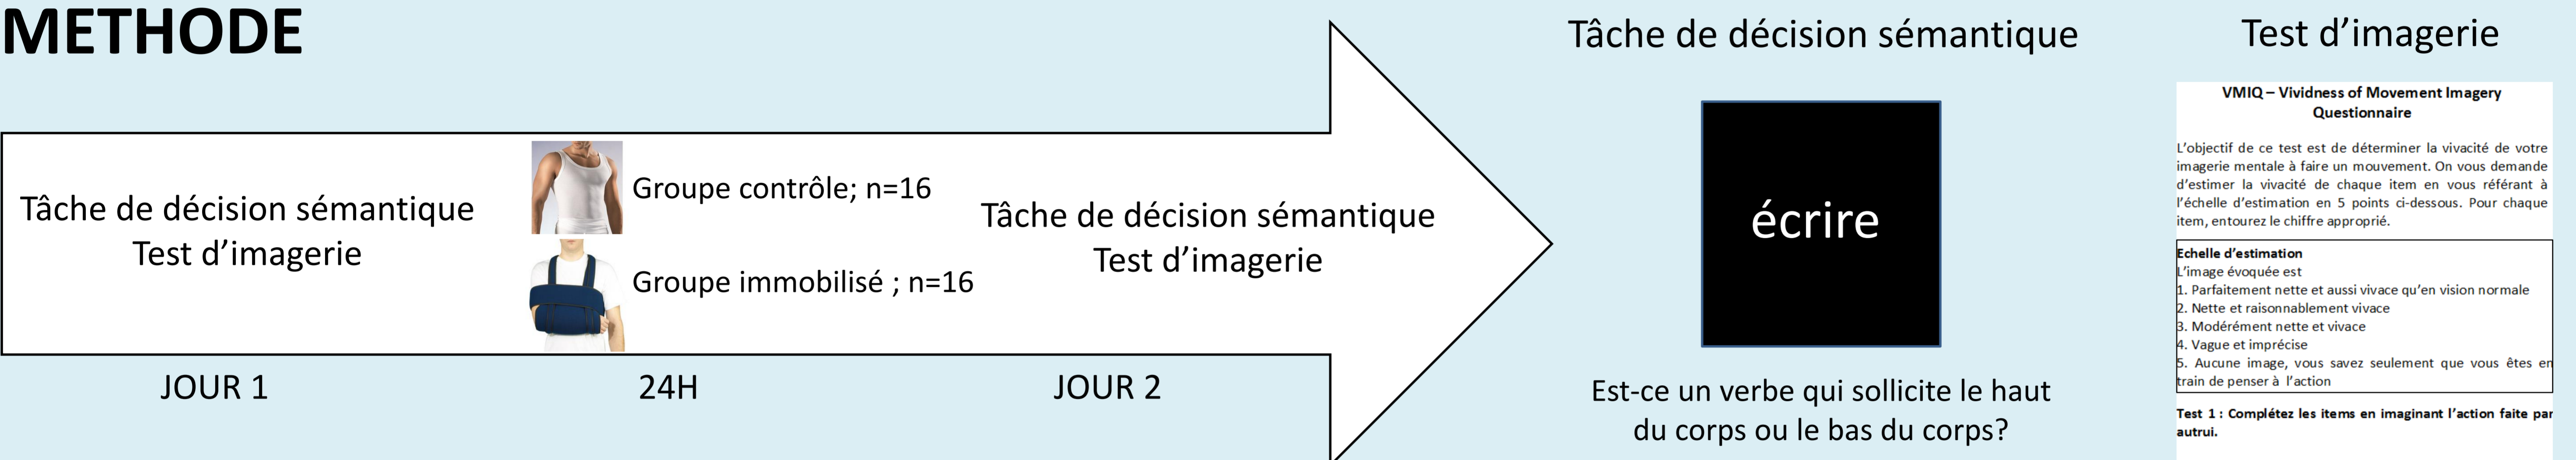 METHODE
Tâche de décision sémantique
Test d'imagerie
Groupe contrôle; n=16
Groupe immobilisé ; n=16
Tâche de décision sémantique
Test d'imagerie
JOUR 1
24H
JOUR 2
Tâche de décision sémantique
écrire
Est-ce un verbe qui sollicite le haut
du corps ou le bas du corps?
Test d'imagerie
VMIQ – Vividness of Movement Imagery
Questionnaire
L'objectif de ce test est de déterminer la vivacité de votre
imagerie mentale à faire un mouvement. On vous demande
d'estimer la vivacité de chaque item en vous référant à
l'échelle d'estimation en 5 points ci-dessous. Pour chaque
item, entourez le chiffre approprié.
Echelle d'estimation
L'image évoquée est
1. Parfaitement nette et aussi vivace qu'en vision normale
2. Nette et raisonnablement vivace
3. Modérément nette et vivace
4. Vague et imprécise
5. Aucune image, vous savez seulement que vous êtes en
train de penser à l'action
Test 1 : Complétez les items en imaginant l'action faite par
autrui.